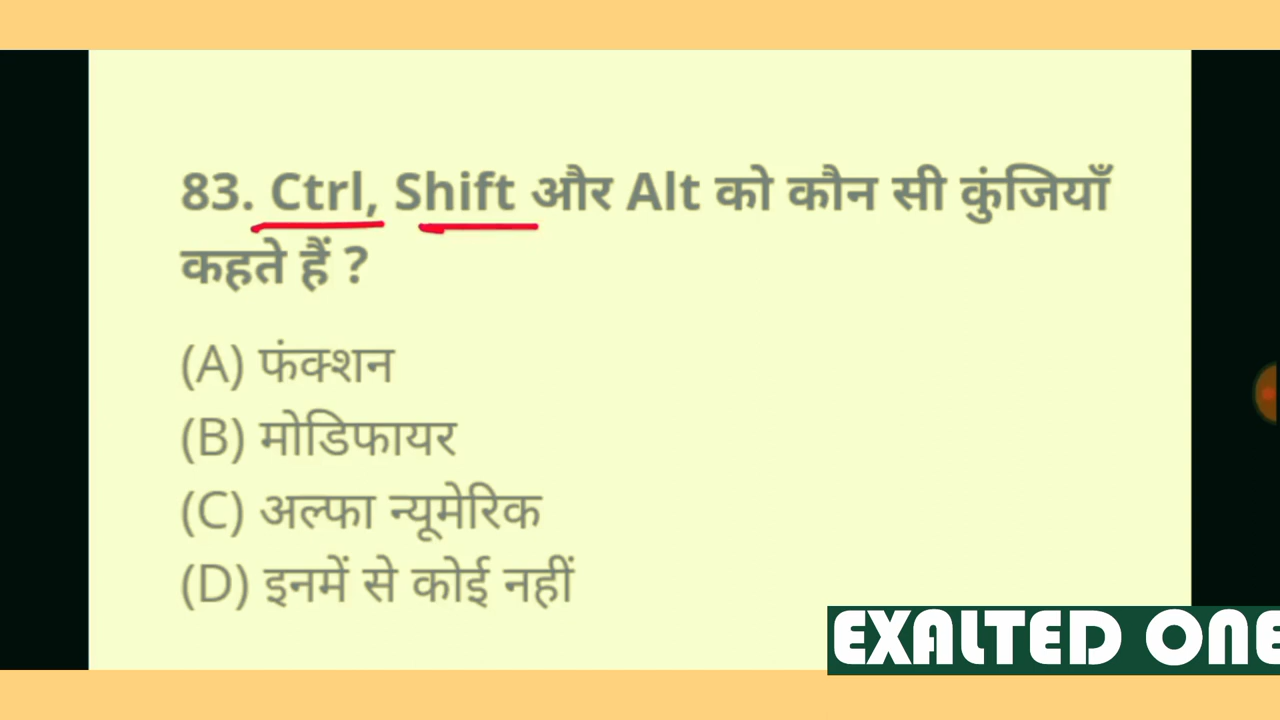 83. Ctrl, Shift और Alt को कौन सी कुंजियाँ
कहते हैं ?
(A) फंक्शन
(B) मोडिफायर
(C) अल्फा न्यूमेरिक
(D) इनमें से कोई नहीं
EXALTED ONE